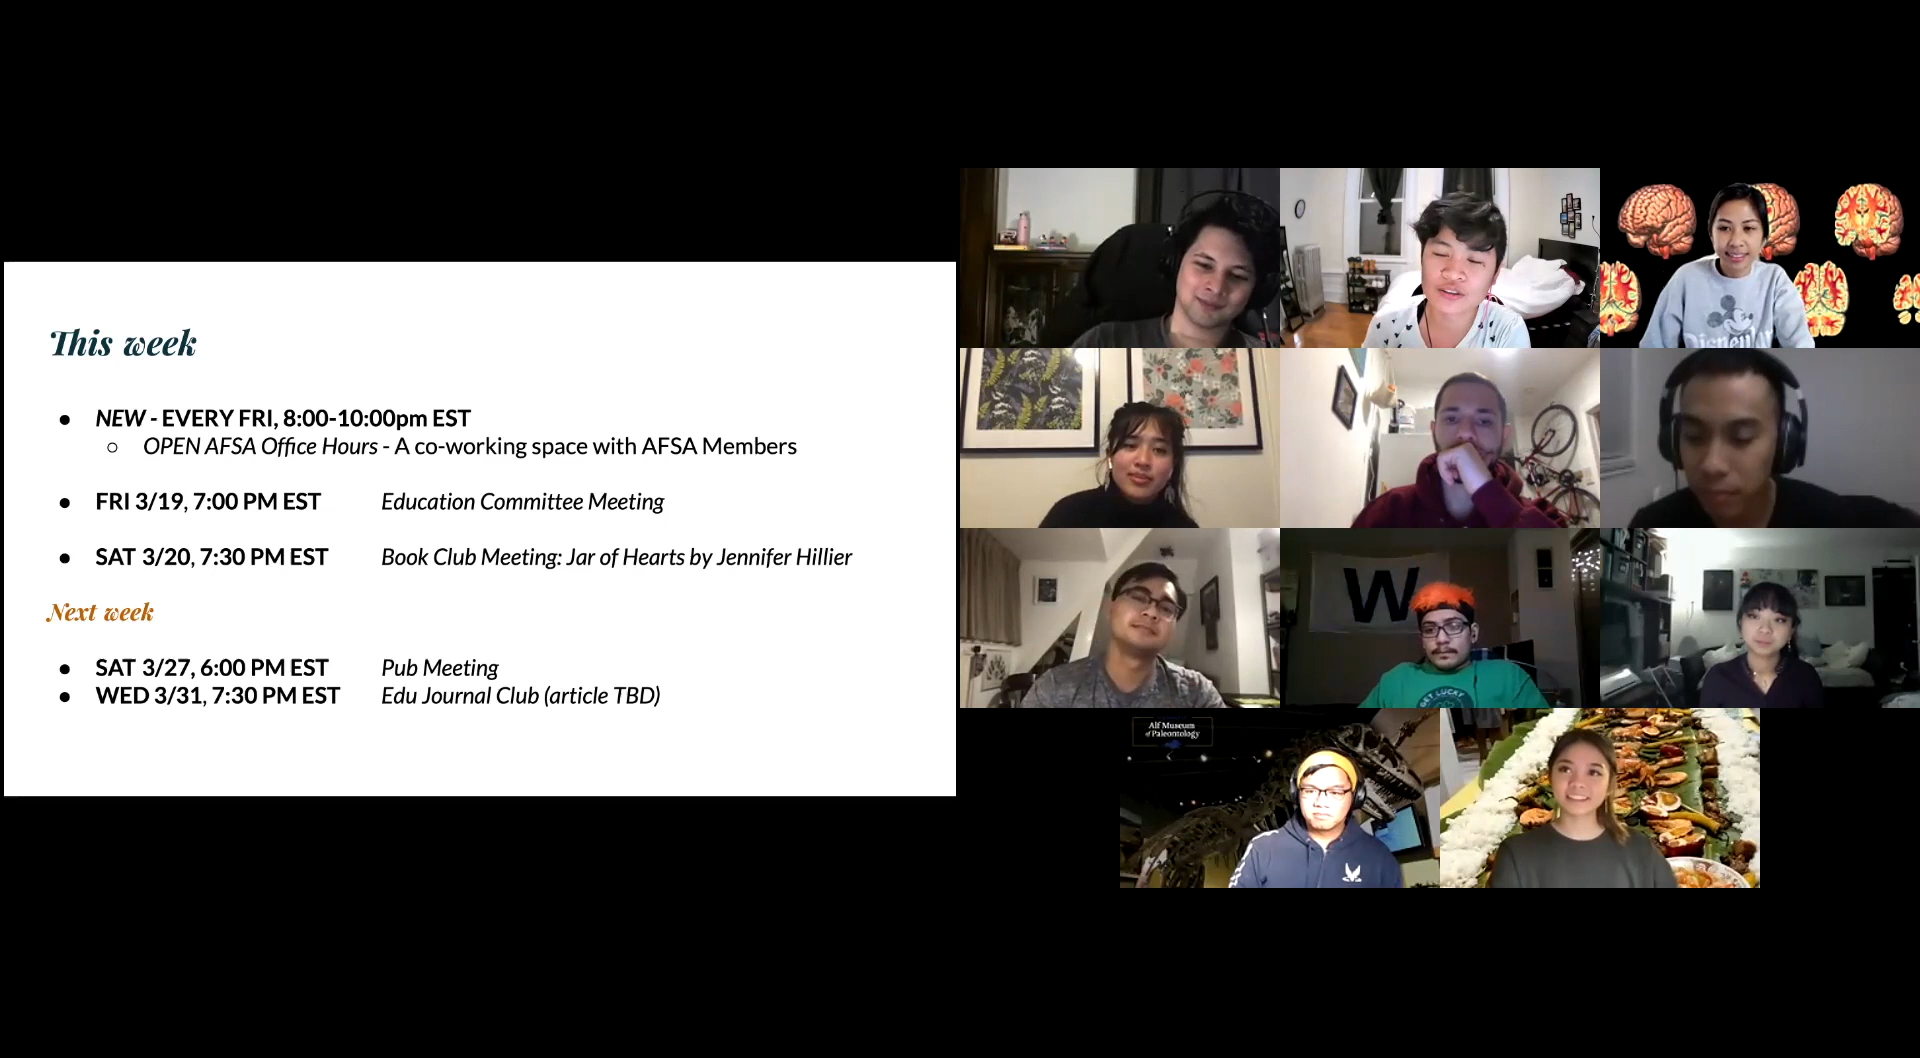 This week
● NEW - EVERY FRI, 8:00-10:00pm EST
○ OPEN AFSA Office Hours - A co-working space with AFSA Members
● FRI 3/19, 7:00 PM EST Education Committee Meeting
● SAT 3/20, 7:30 PM EST Book Club Meeting: Jar of Hearts by Jennifer Hillier
Next week
● SAT 3/27, 6:00 PM EST Pub Meeting
● WED 3/31, 7:30 PM EST Edu Journal Club (article TBD)
Disney
W
GET LUCKY
Alf Museum
of Paleontology